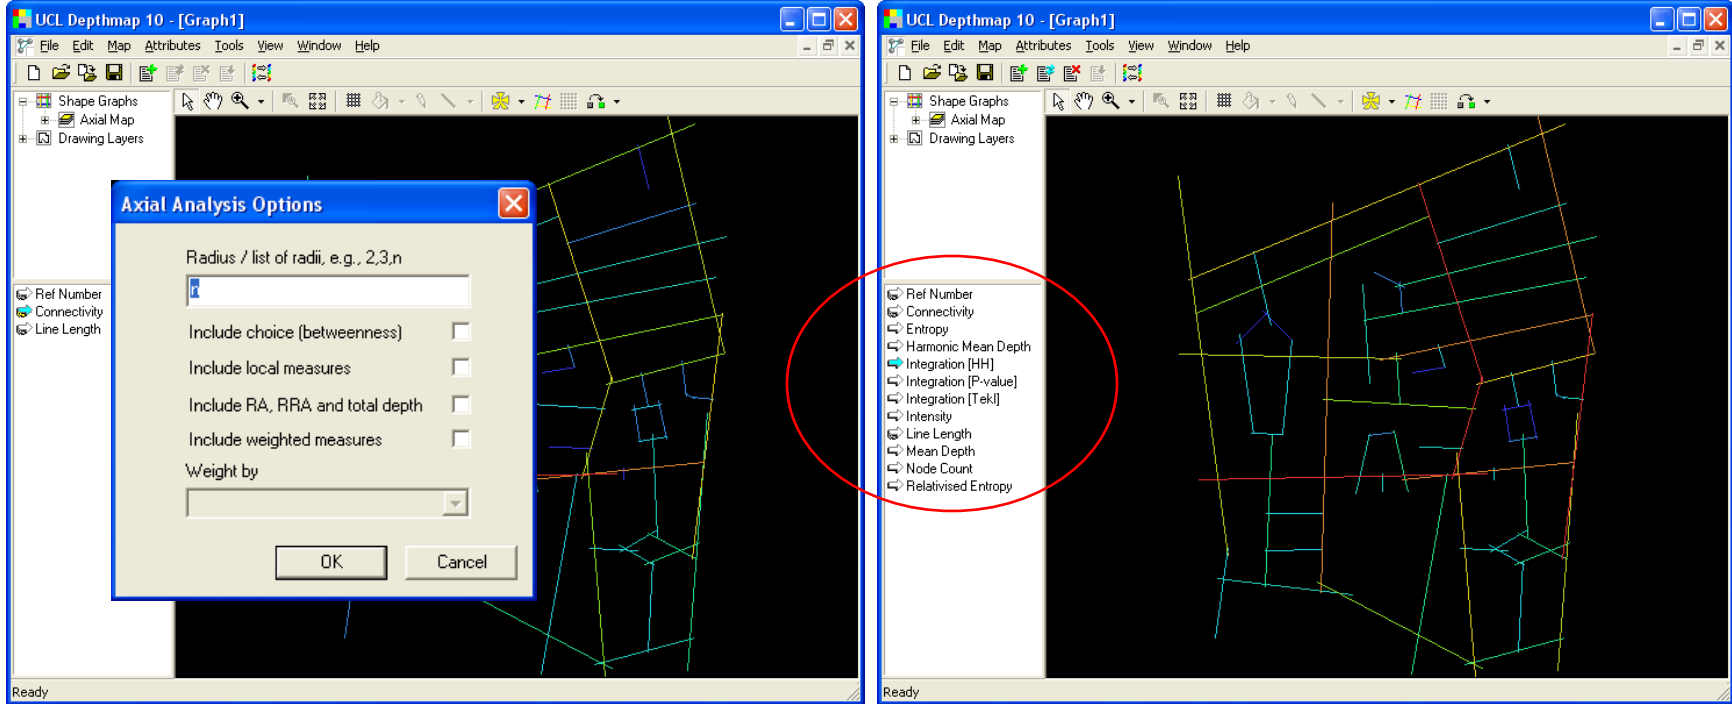 UCL Depthmap 10 - [Graph1]
File Edit Map Attributes Tools View Window Help
Shape Graphs
Axial Map
Drawing Layers
Ref Number
Connectivity
Line Length
Axial Analysis Options
Radius / list of radii, e.g., 2,3,n
n
Include choice (betweenness)
Include local measures
Include RA, RRA and total depth
Include weighted measures
Weight by
OK Cancel
Ready
UCL Depthmap 10 - [Graph1]
File Edit Map Attributes Tools View Window Help
Shape Graphs
Axial Map
Drawing Layers
Ref Number
Connectivity
Entropy
Harmonic Mean Depth
Integration [HH]
Integration [P-value]
Integration [Tekl]
Intensity
Line Length
Mean Depth
Node Count
Relativised Entropy
Ready